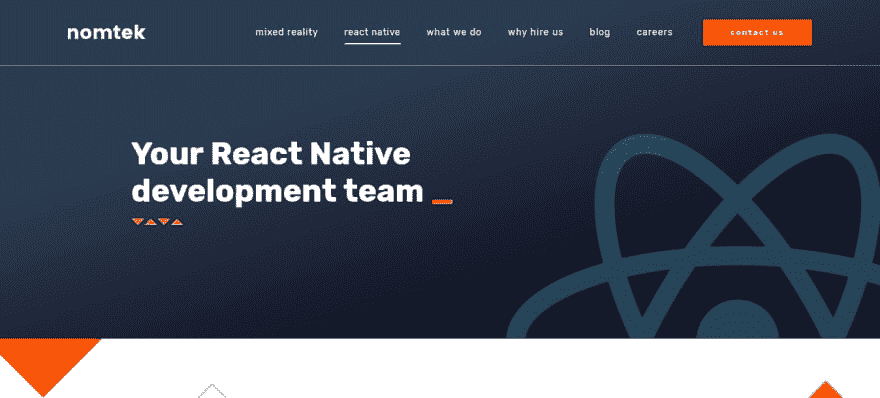 nomtek
mixed reality react native what we do why hire us blog careers contact us
Your React Native
development team _